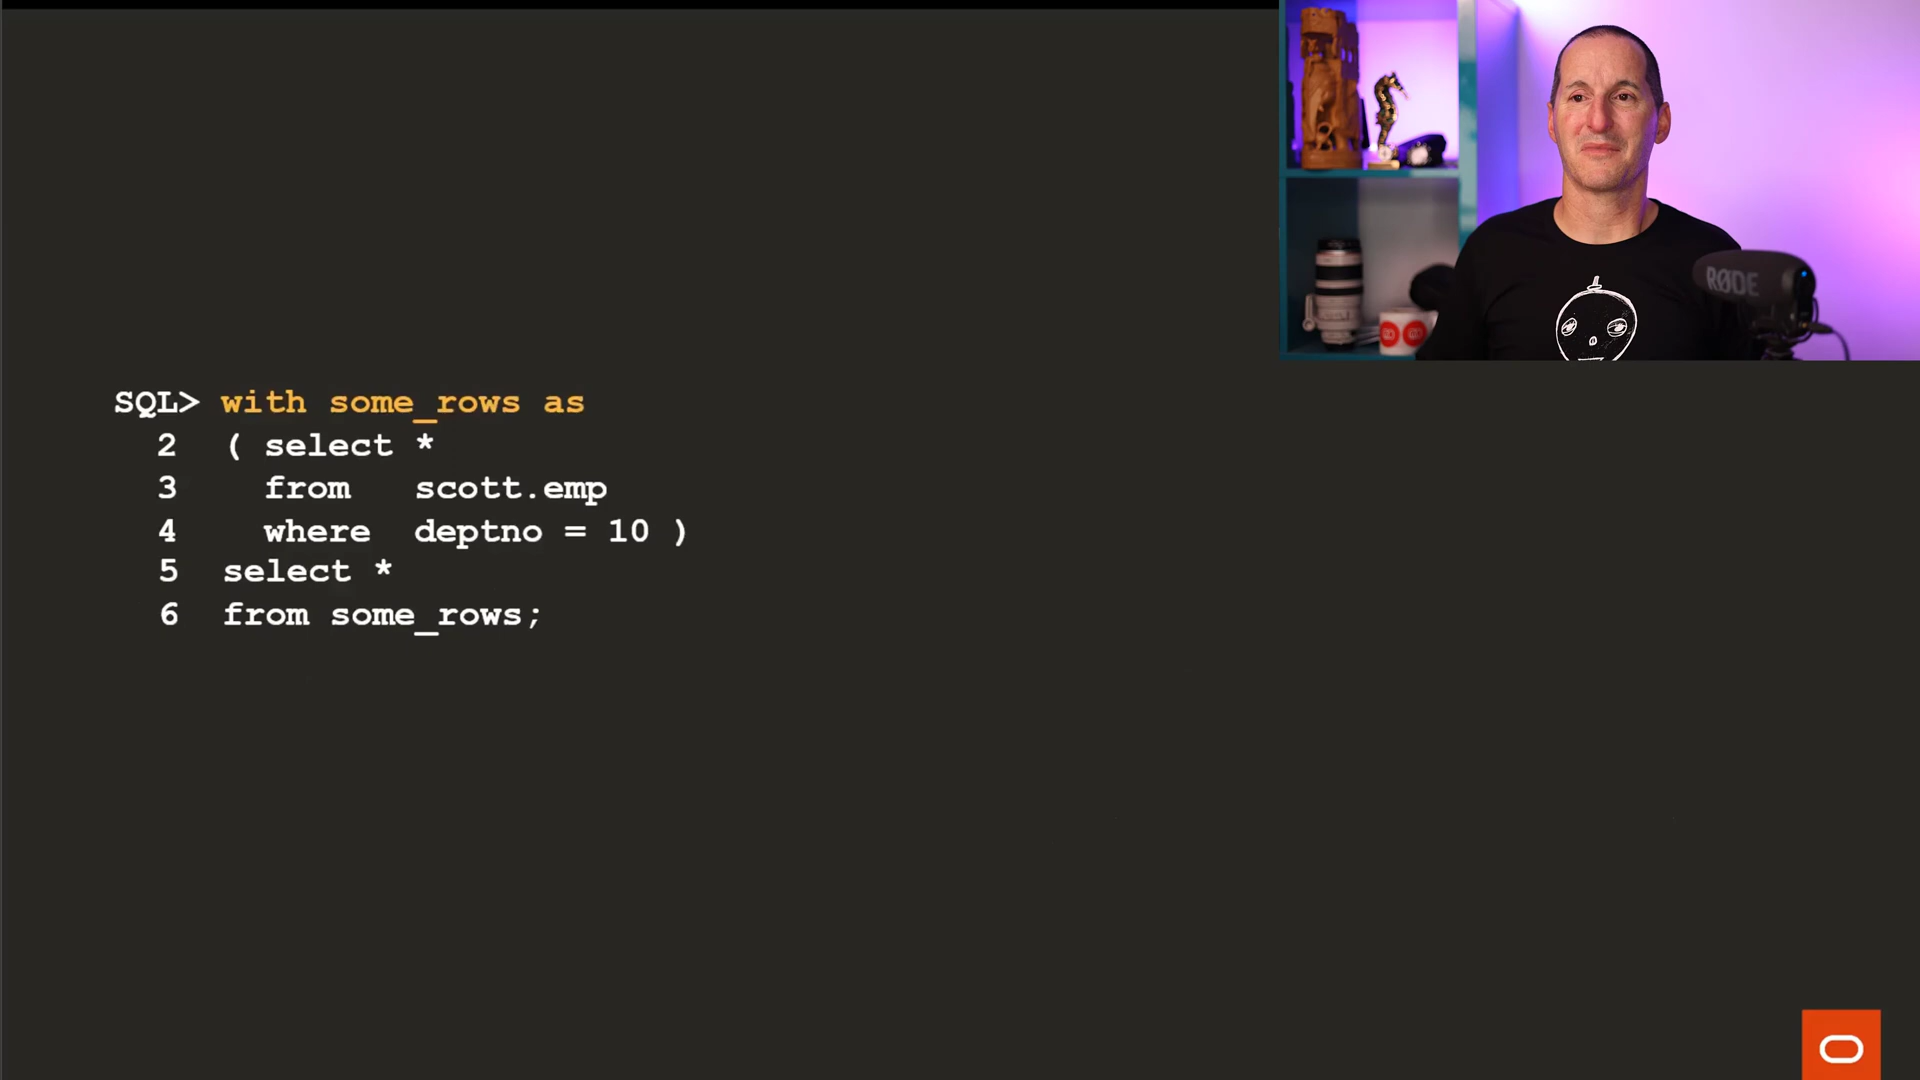 RØDE
SQL> with some_rows as
2 ( select *
3 from scott.emp
4 where deptno = 10 )
5 select *
6 from some_rows;